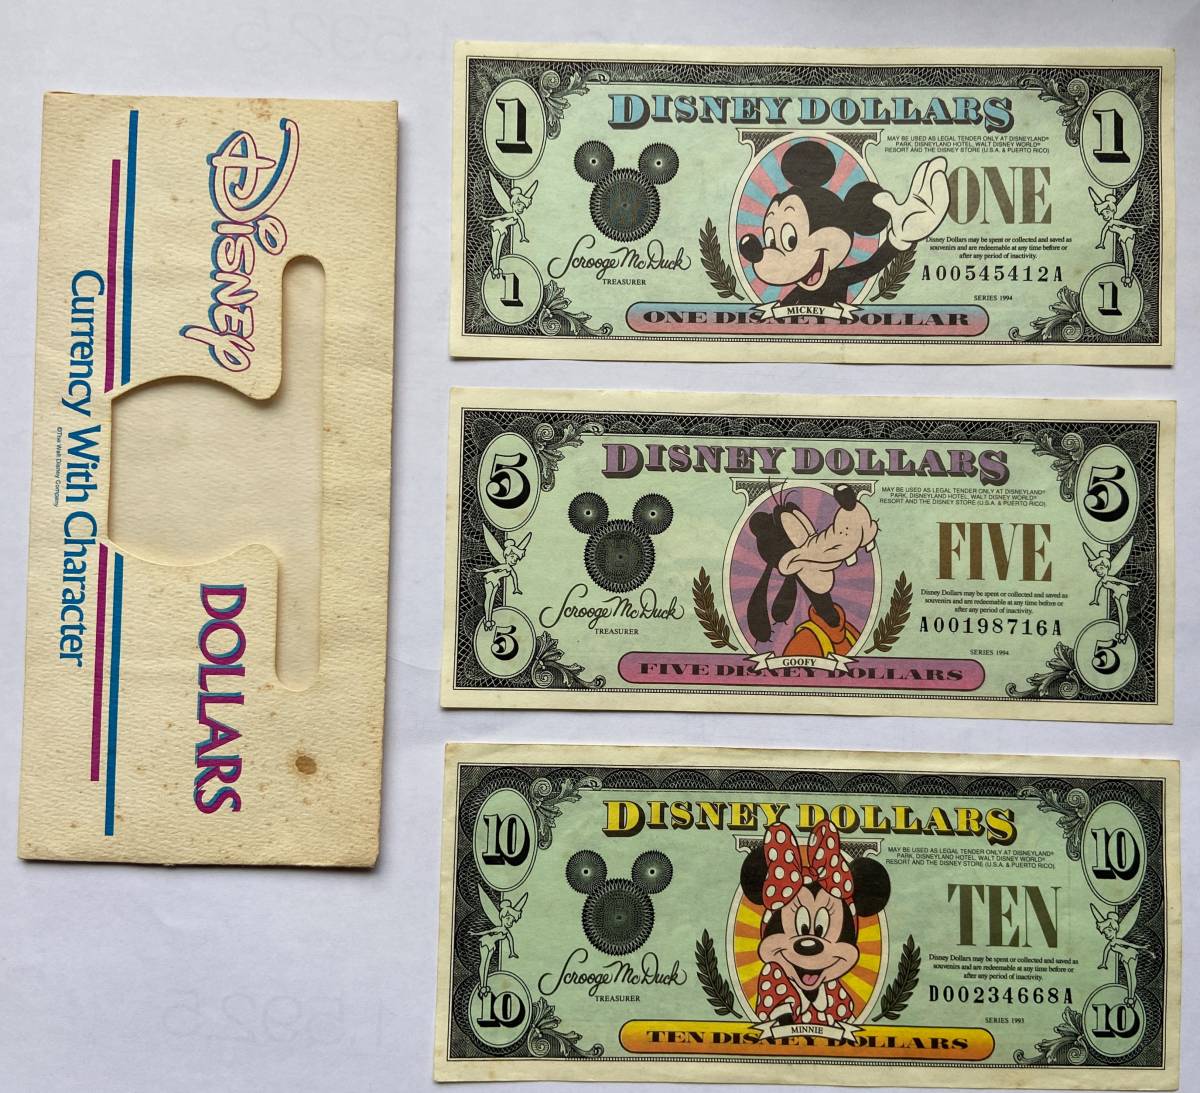 DISNEY
DOLLARS
Currency With Character
©The Walt Disney Company
1
1
DISNEY DOLLARS
MAY BE USED AS LEGAL TENDER ONLY AT DISNEYLAND®
PARK, DISNEYLAND HOTEL, WALT DISNEY WORLD®
RESORT AND THE DISNEY STORE (U.S.A. & PUERTO RICO)
ONE
Disney Dollars may be spent or collected and saved as
souvenirs and are redeemable at any time before or
after any period of inactivity.
Scrooge McDuck
TREASURER
A00545412A
SERIES 1994
1
MICKEY
1
ONE DISNEY DOLLAR
5
5
DISNEY DOLLARS
MAY BE USED AS LEGAL TENDER ONLY AT DISNEYLAND®
PARK, DISNEYLAND HOTEL, WALT DISNEY WORLD®
RESORT AND THE DISNEY STORE (U.S.A. & PUERTO RICO).
FIVE
Disney Dollars may be spent or collected and saved as
souvenirs and are redeemable at any time before or
after any period of inactivity.
Scrooge McDuck
TREASURER
A00198716A
SERIES 1994
5
GOOFY
5
FIVE DISNEY DOLLARS
10
10
DISNEY DOLLARS
MAY BE USED AS LEGAL TENDER ONLY AT DISNEYLAND®
PARK, DISNEYLAND HOTEL, WALT DISNEY WORLD®
RESORT AND THE DISNEY STORE (U.S.A. & PUERTO RICO).
TEN
Disney Dollars may be spent or collected and saved as
souvenirs and are redeemable at any time before or
after any period of inactivity.
Scrooge McDuck
TREASURER
D00234668A
SERIES 1993
10
MINNIE
10
TEN DISNEY DOLLARS